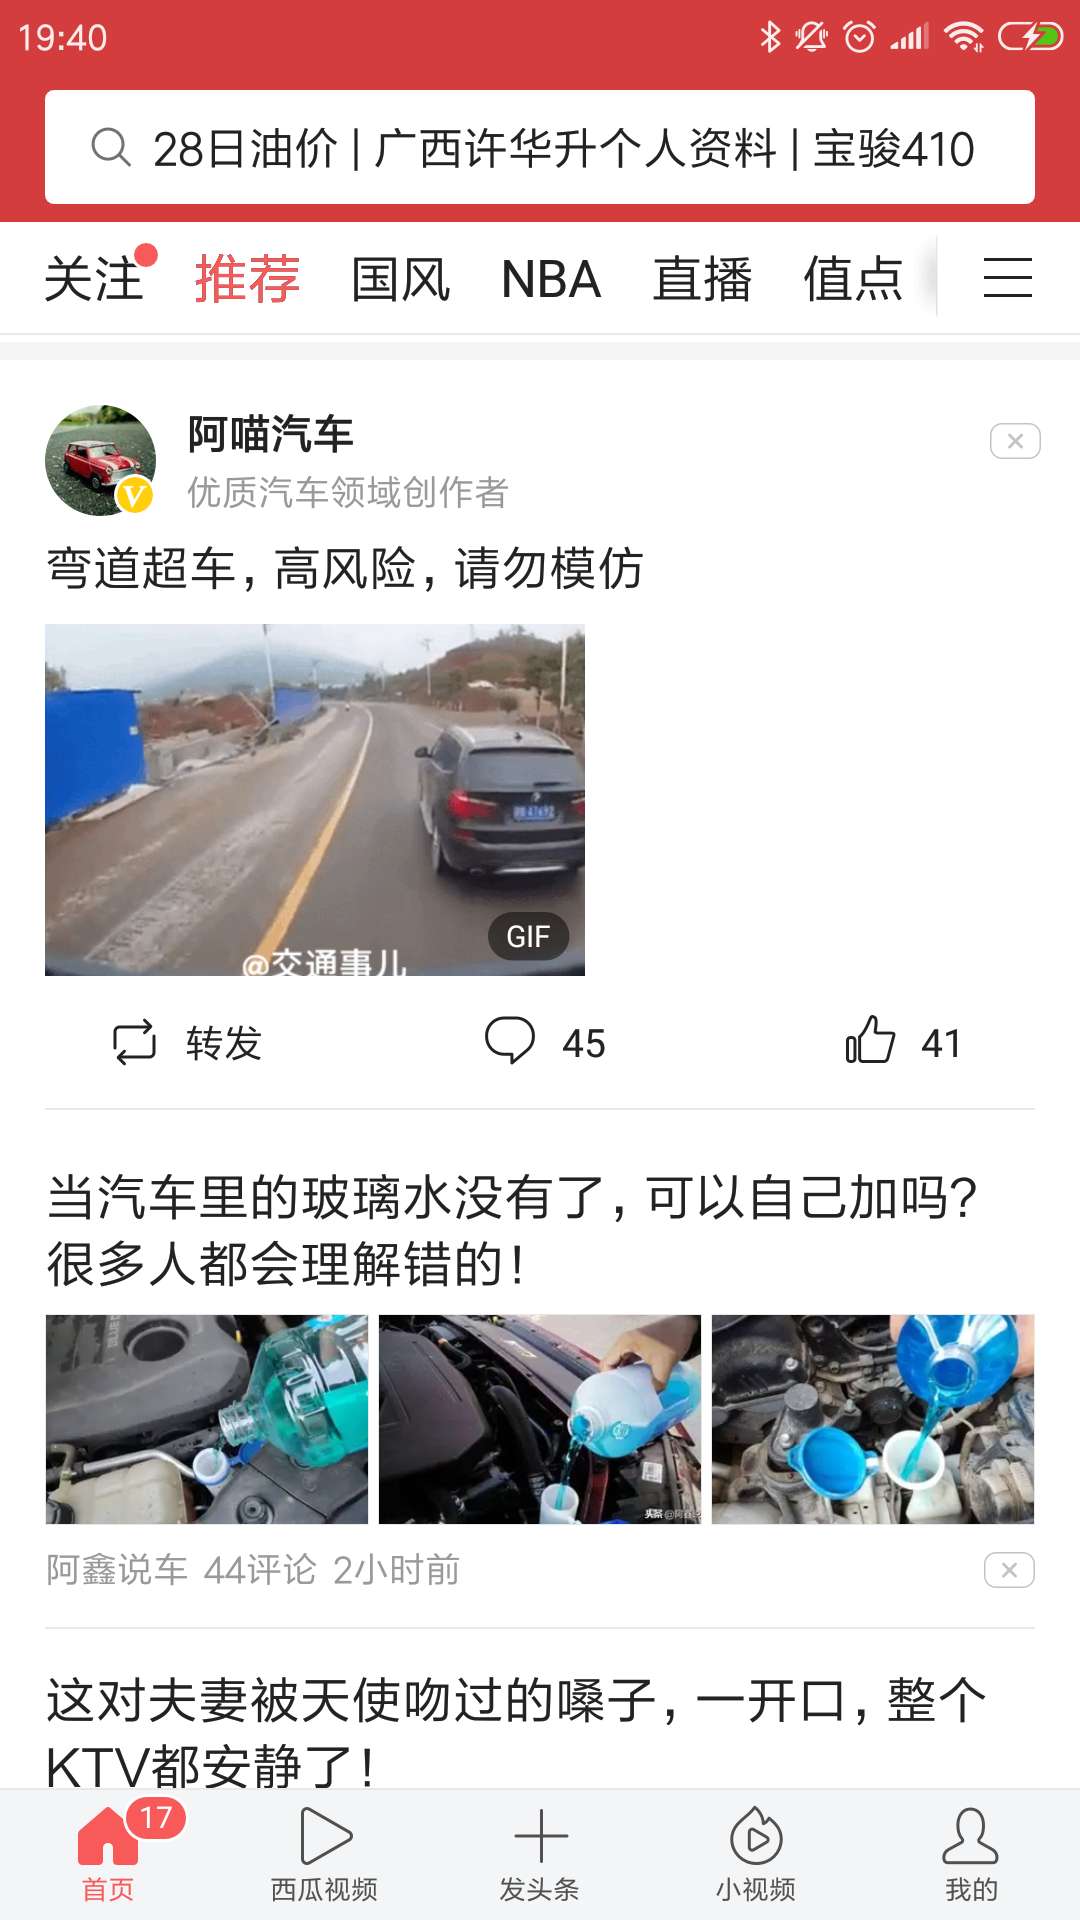 19:40
28日油价 | 广西许华升个人资料 | 宝骏410
关注 推荐 国风 NBA 直播 值点
阿喵汽车
优质汽车领域创作者
弯道超车，高风险，请勿模仿
GIF
@交通事儿
转发 45 41
当汽车里的玻璃水没有了，可以自己加吗？
很多人都会理解错的！
阿鑫说车 44评论 2小时前
这对夫妻被天使吻过的嗓子，一开口，整个
KTV都安静了！
17
首页 西瓜视频 发头条 小视频 我的